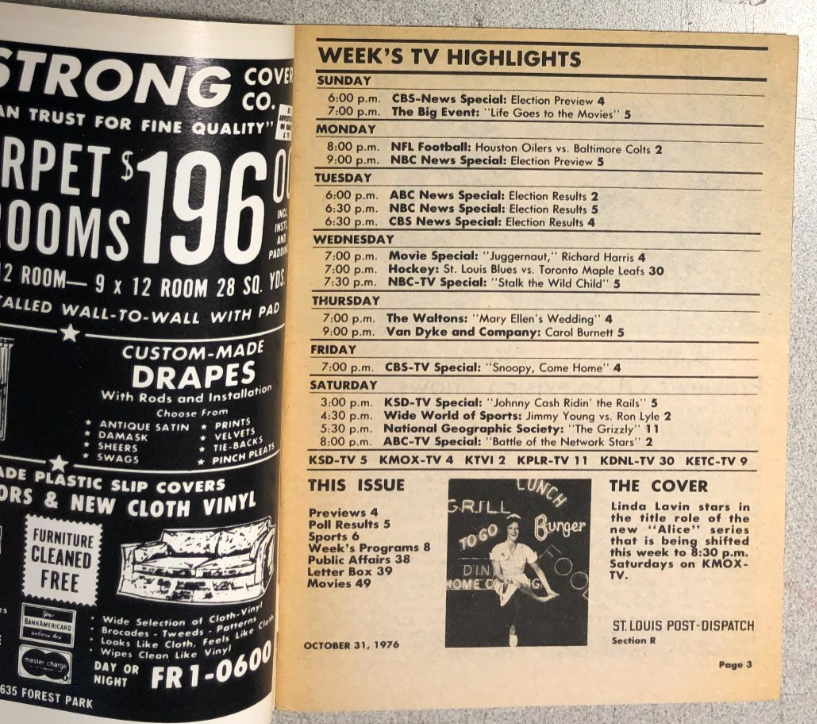 STRONG COVER
CO.
AN TRUST FOR FINE QUALITY"
RPET $196
ROOMS
12 ROOM— 9 x 12 ROOM 28 SQ. YDS.
TALLED WALL-TO-WALL WITH PAD
CUSTOM-MADE
DRAPES
With Rods and Installation
Choose From
★ ANTIQUE SATIN ★ PRINTS
★ DAMASK ★ VELVETS
★ SHEERS ★ TIE-BACKS
★ SWAGS ★ PINCH PLEATS
ADE PLASTIC SLIP COVERS
ORS & NEW CLOTH VINYL
FURNITURE
CLEANED
FREE
BANKAMERICARD
master charge
• Wide Selection of Cloth-Vinyl
Brocades - Tweeds - Patterns
• Looks Like Cloth, Feels Like Cloth
Wipes Clean Like Vinyl
DAY OR
NIGHT FR 1-0600
635 FOREST PARK
WEEK'S TV HIGHLIGHTS
SUNDAY
6:00 p.m. CBS-News Special: Election Preview 4
7:00 p.m. The Big Event: "Life Goes to the Movies" 5
MONDAY
8:00 p.m. NFL Football: Houston Oilers vs. Baltimore Colts 2
9:00 p.m. NBC News Special: Election Preview 5
TUESDAY
6:00 p.m. ABC News Special: Election Results 2
6:30 p.m. NBC News Special: Election Results 5
6:30 p.m. CBS News Special: Election Results 4
WEDNESDAY
7:00 p.m. Movie Special: "Juggernaut," Richard Harris 4
7:00 p.m. Hockey: St. Louis Blues vs. Toronto Maple Leafs 30
7:30 p.m. NBC-TV Special: "Stalk the Wild Child" 5
THURSDAY
7:00 p.m. The Waltons: "Mary Ellen's Wedding" 4
9:00 p.m. Van Dyke and Company: Carol Burnett 5
FRIDAY
7:00 p.m. CBS-TV Special: "Snoopy, Come Home" 4
SATURDAY
3:00 p.m. KSD-TV Special: "Johnny Cash Ridin' the Rails" 5
4:30 p.m. Wide World of Sports: Jimmy Young vs. Ron Lyle 2
5:30 p.m. National Geographic Society: "The Grizzly" 11
8:00 p.m. ABC-TV Special: "Battle of the Network Stars" 2
KSD-TV 5 KMOX-TV 4 KTVI 2 KPLR-TV 11 KDNL-TV 30 KETC-TV 9
THIS ISSUE
Previews 4
Poll Results 5
Sports 6
Week's Programs 8
Public Affairs 38
Letter Box 39
Movies 49
LUNCH
GRILL
TO GO
Burger
FOOD
HOME COOKING
THE COVER
Linda Lavin stars in
the title role of the
new "Alice" series
that is being shifted
this week to 8:30 p.m.
Saturdays on KMOX-
TV.
ST. LOUIS POST-DISPATCH
Section R
OCTOBER 31, 1976
Page 3